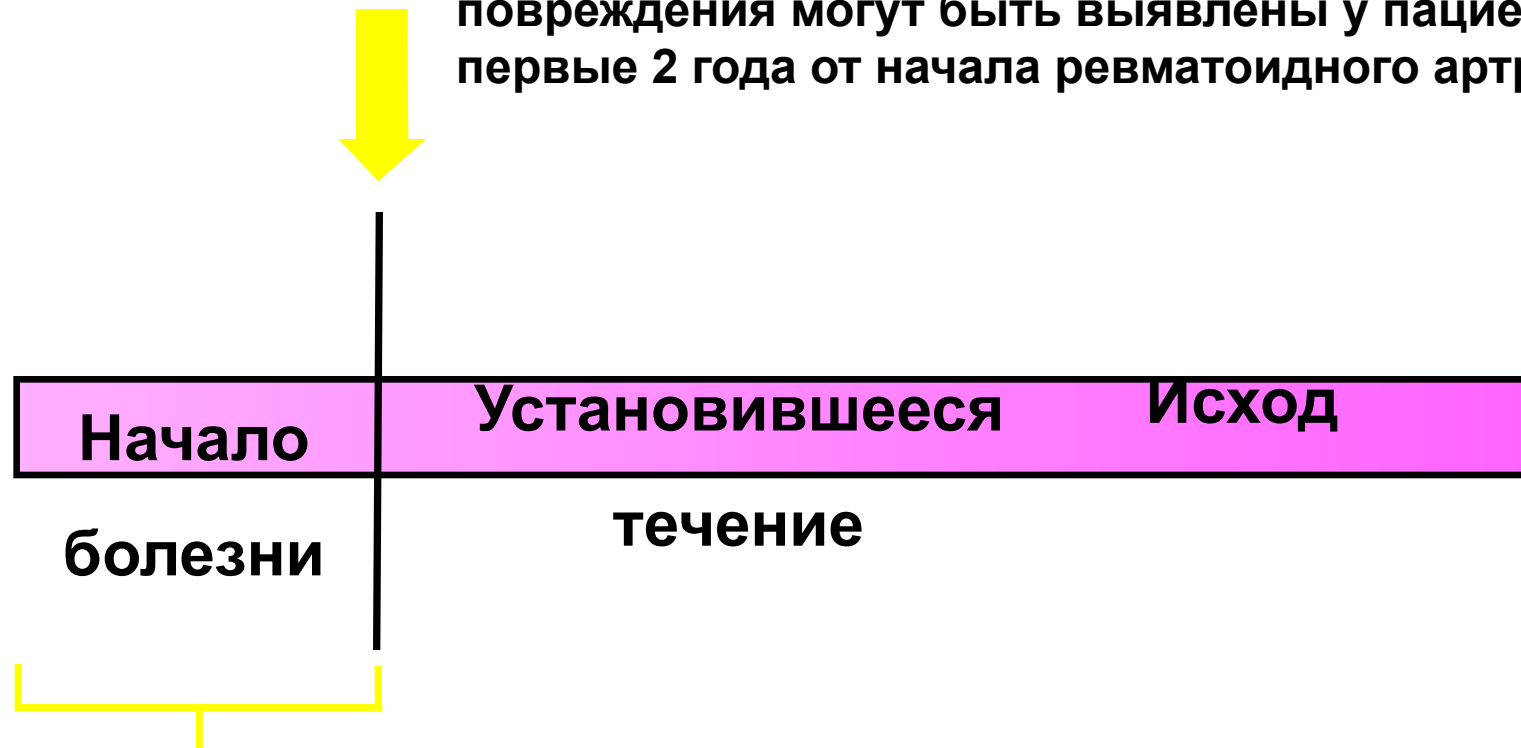 повреждения могут быть выявлены у
первые 2 года от начала ревматоидного
Начало
болезни
Установившееся
течение
Исход